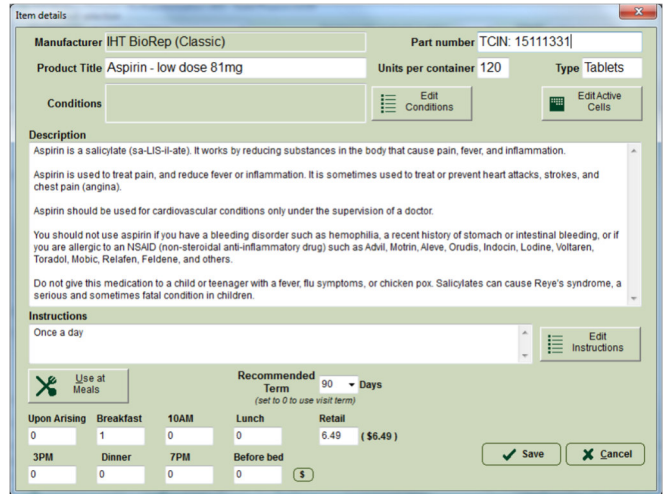 Item details
Manufacturer IHT BioRep (Classic) Part number TCIN: 15111331
Product Title Aspirin - low dose 81mg Units per container 120 Type Tablets
Conditions Edit Conditions Edit Active Cells
Description
Aspirin is a salicylate (sa-LIS-il-ate). It works by reducing substances in the body that cause pain, fever, and inflammation.
Aspirin is used to treat pain, and reduce fever or inflammation. It is sometimes used to treat or prevent heart attacks, strokes, and
chest pain (angina).
Aspirin should be used for cardiovascular conditions only under the supervision of a doctor.
You should not use aspirin if you have a bleeding disorder such as hemophilia, a recent history of stomach or intestinal bleeding, or if
you are allergic to an NSAID (non-steroidal anti-inflammatory drug) such as Advil, Motrin, Aleve, Orudis, Indocin, Lodine, Voltaren,
Toradol, Mobic, Relafen, Feldene, and others.
Do not give this medication to a child or teenager with a fever, flu symptoms, or chicken pox. Salicylates can cause Reye's syndrome, a
serious and sometimes fatal condition in children.
Instructions
Once a day
Edit Instructions
Use at Meals
Recommended
Term 90 Days
(set to 0 to use visit term)
Upon Arising Breakfast 10AM Lunch Retail
0 1 0 0 6.49 ( $6.49 )
3PM Dinner 7PM Before bed
0 0 0 0 $
Save Cancel